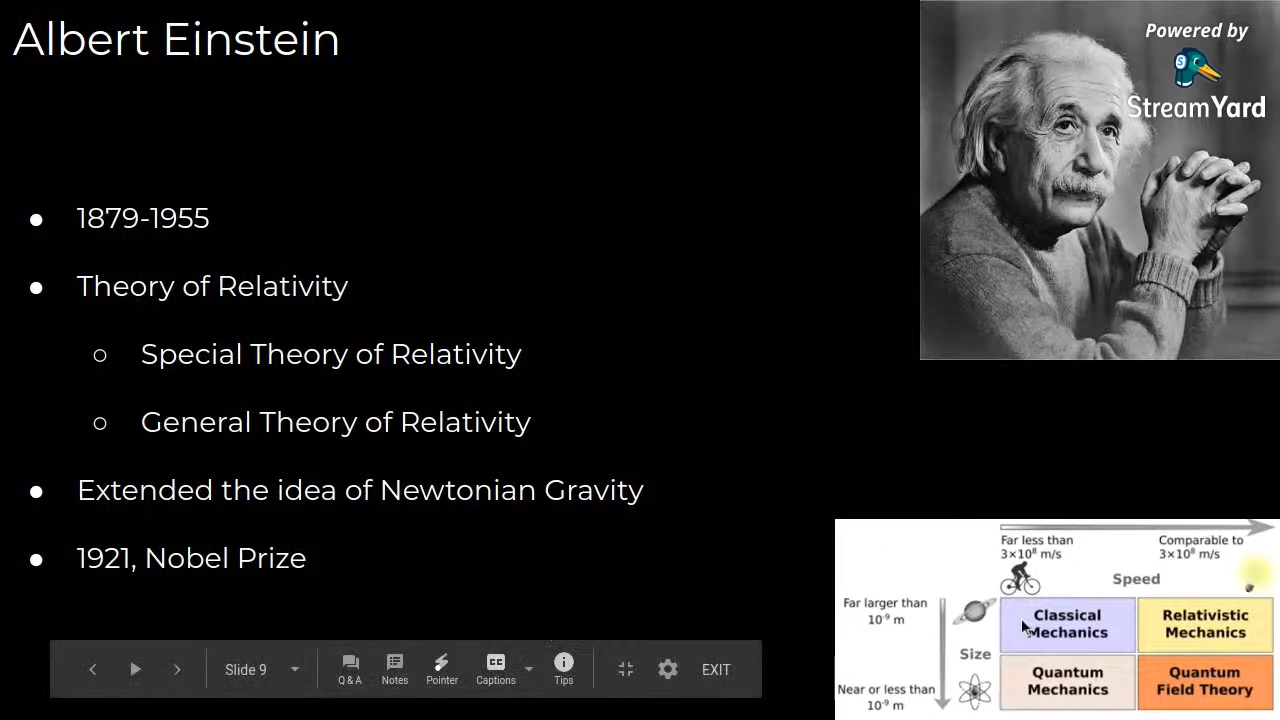 Albert Einstein
Powered by
StreamYard
● 1879-1955
● Theory of Relativity
○ Special Theory of Relativity
○ General Theory of Relativity
● Extended the idea of Newtonian Gravity
● 1921, Nobel Prize
Far less than
3×10⁸ m/s
Comparable to
3×10⁸ m/s
Speed
Far larger than
10⁻⁹ m
Classical
Mechanics
Relativistic
Mechanics
Size
Near or less than
10⁻⁹ m
Quantum
Mechanics
Quantum
Field Theory
Slide 9
Q & A
Notes
Pointer
Captions
Tips
EXIT